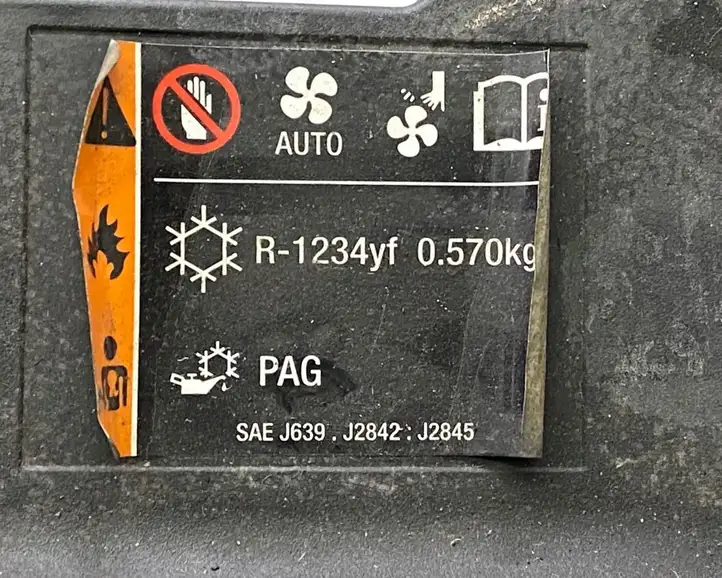 AUTO
R-1234yf 0.570kg
PAG
SAE J639 . J2842 . J2845